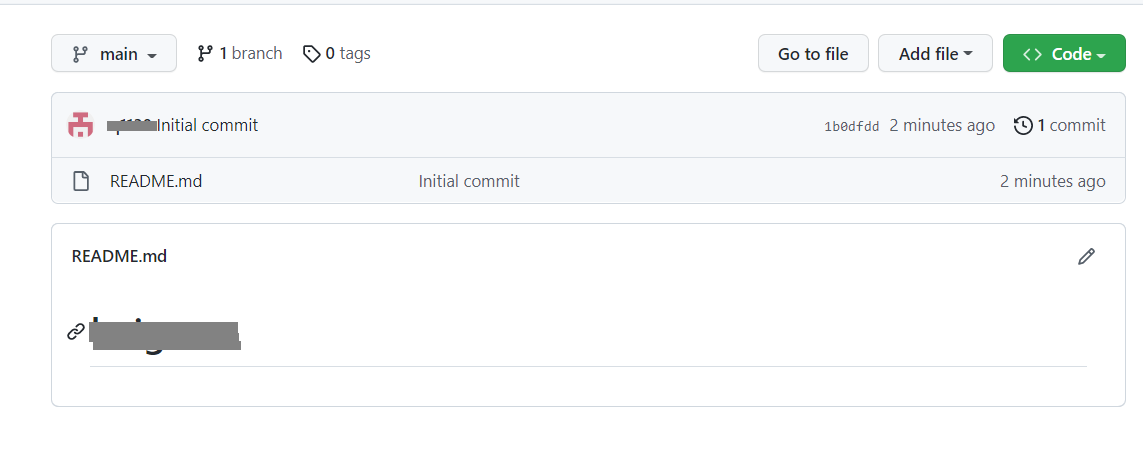 main 1 branch 0 tags Go to file Add file Code
Initial commit 1b0dfdd 2 minutes ago 1 commit
README.md Initial commit 2 minutes ago
README.md